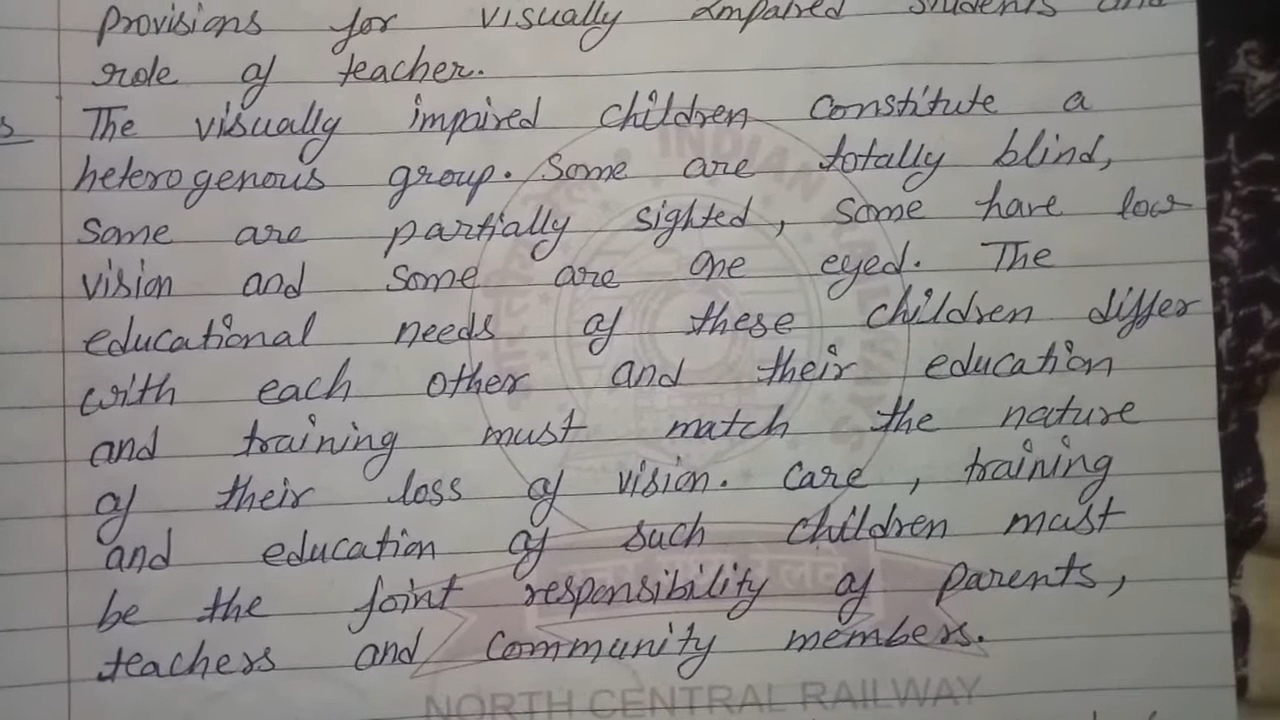 Provisions for visually Impaired Students and
role of teacher.
The visually impaired children constitute a
heterogenous group. Some are totally blind,
Some are partially sighted, some have low
vision and some are one eyed. The
educational needs of these children differ
with each other and their education
and training must match the nature
of their loss of vision. Care, training
and education of such children must
be the joint responsibility of parents,
teachers and community members.
INDIAN RAILWAYS
NORTH CENTRAL RAILWAY